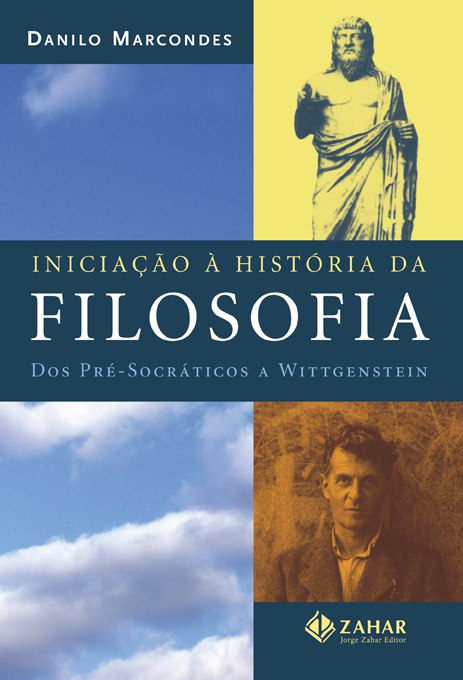 DANILO MARCONDES
INICIAÇÃO À HISTÓRIA DA
FILOSOFIA
DOS PRÉ-SOCRÁTICOS A WITTGENSTEIN
ZAHAR
Jorge Zahar Editor